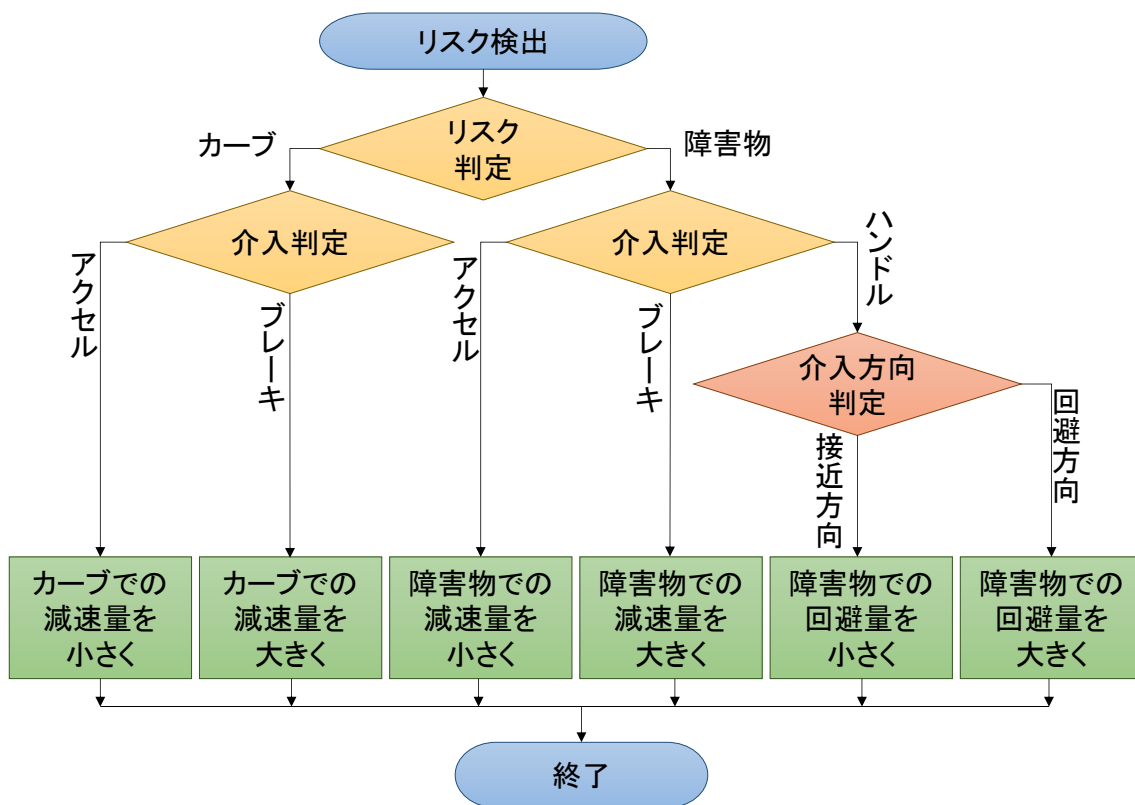 リスク検出
リスク
判定
カーブ
障害物
介入判定
介入判定
アクセル
ブレーキ
アクセル
ブレーキ
ハンドル
介入方向
判定
接近方向
回避方向
カーブでの
減速量を
小さく
カーブでの
減速量を
大きく
障害物での
減速量を
小さく
障害物での
減速量を
大きく
障害物での
回避量を
小さく
障害物での
回避量を
大きく
終了